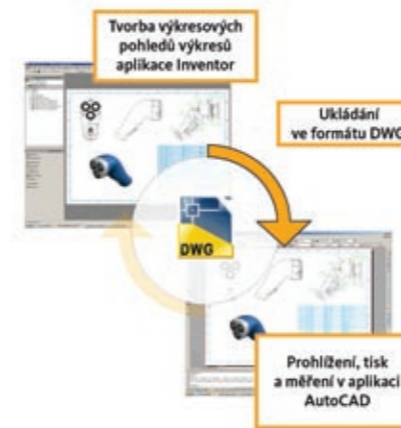 Tvorba výkresových
pohledů výkresů
aplikace Inventor
Ukládání
ve formátu DWG
DWG
Prohlížení, tisk
a měření v aplikaci
AutoCAD